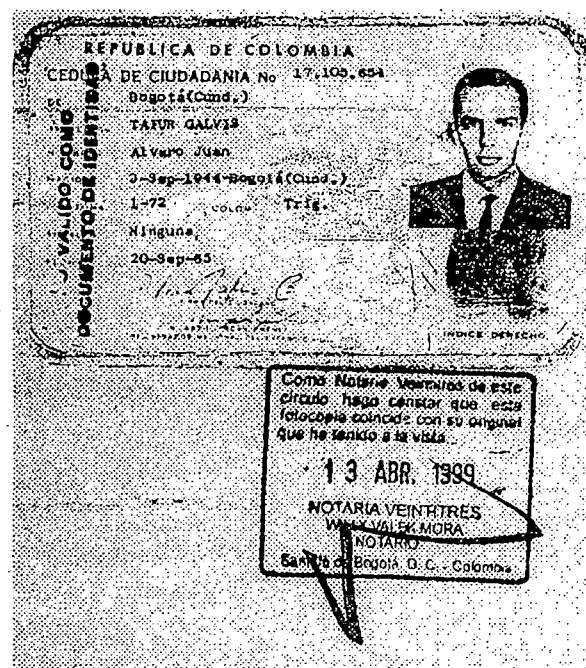 REPUBLICA DE COLOMBIA
CEDULA DE CIUDADANIA No 17.105.654
Bogotá(Cund.)
TAFUR GALVIS
Alvaro Juan
3-Sep-1944-Bogotá(Cund.)
1-72 COLOR Trig.
Ninguna
20-Sep-65
VALIDO COMO
DOCUMENTO DE IDENTIDAD
INDICE DERECHO
Como Notario Veintitres de este
círculo hago constar que esta
fotocopia coincide con su original
que he tenido a la vista
13 ABR. 1999
NOTARIA VEINTITRES
MORA
NOTARIO
Bogotá, D. C. - Colombia